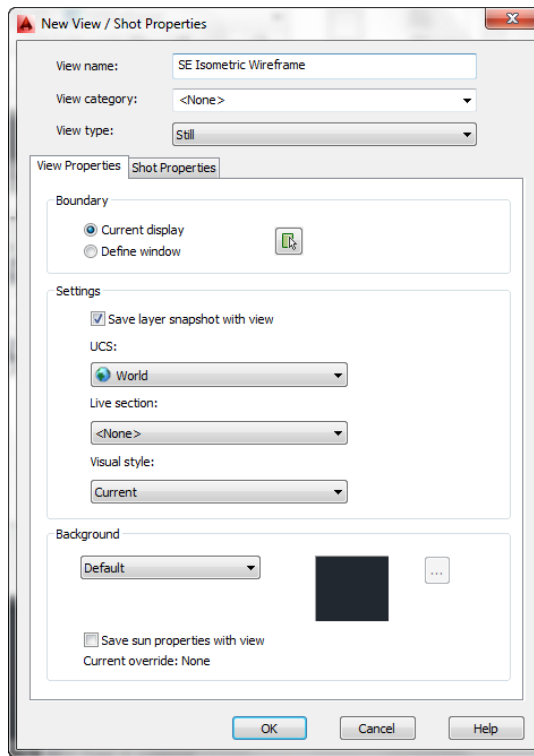 New View / Shot Properties
View name: SE Isometric Wireframe
View category: <None>
View type: Still
View Properties Shot Properties
Boundary
Current display
Define window
Settings
Save layer snapshot with view
UCS:
World
Live section:
<None>
Visual style:
Current
Background
Default ...
Save sun properties with view
Current override: None
OK Cancel Help